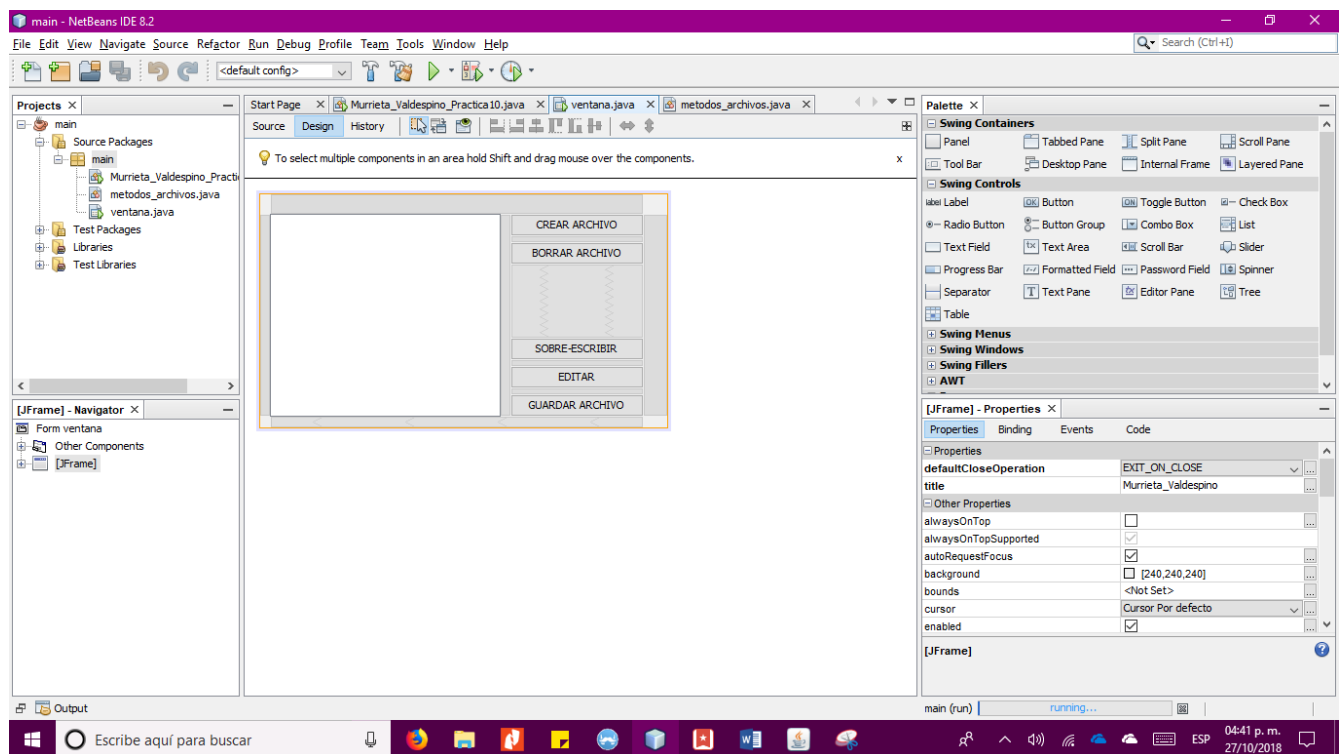 main - NetBeans IDE 8.2
File Edit View Navigate Source Refactor Run Debug Profile Team Tools Window Help
Search (Ctrl+I)
<default config>
Projects
main
Source Packages
main
Murrieta_Valdespino_Practi
metodos_archivos.java
ventana.java
Test Packages
Libraries
Test Libraries
[JFrame] - Navigator
Form ventana
Other Components
[JFrame]
Start Page Murrieta_Valdespino_Practica10.java ventana.java metodos_archivos.java
Source Design History
To select multiple components in an area hold Shift and drag mouse over the components. x
CREAR ARCHIVO
BORRAR ARCHIVO
SOBRE-ESCRIBIR
EDITAR
GUARDAR ARCHIVO
Palette
Swing Containers
Panel Tabbed Pane Split Pane Scroll Pane
Tool Bar Desktop Pane Internal Frame Layered Pane
Swing Controls
label Label OK Button ON Toggle Button Check Box
Radio Button Button Group Combo Box List
Text Field Text Area Scroll Bar Slider
Progress Bar Formatted Field Password Field Spinner
Separator Text Pane Editor Pane Tree
Table
Swing Menus
Swing Windows
Swing Fillers
AWT
[JFrame] - Properties
Properties Binding Events Code
Properties
defaultCloseOperation EXIT_ON_CLOSE
title Murrieta_Valdespino
Other Properties
alwaysOnTop
alwaysOnTopSupported
autoRequestFocus
background [240,240,240]
bounds <Not Set>
cursor Cursor Por defecto
enabled
[JFrame]
Output
main (run) running...
Escribe aquí para buscar
ESP
04:41 p. m.
27/10/2018